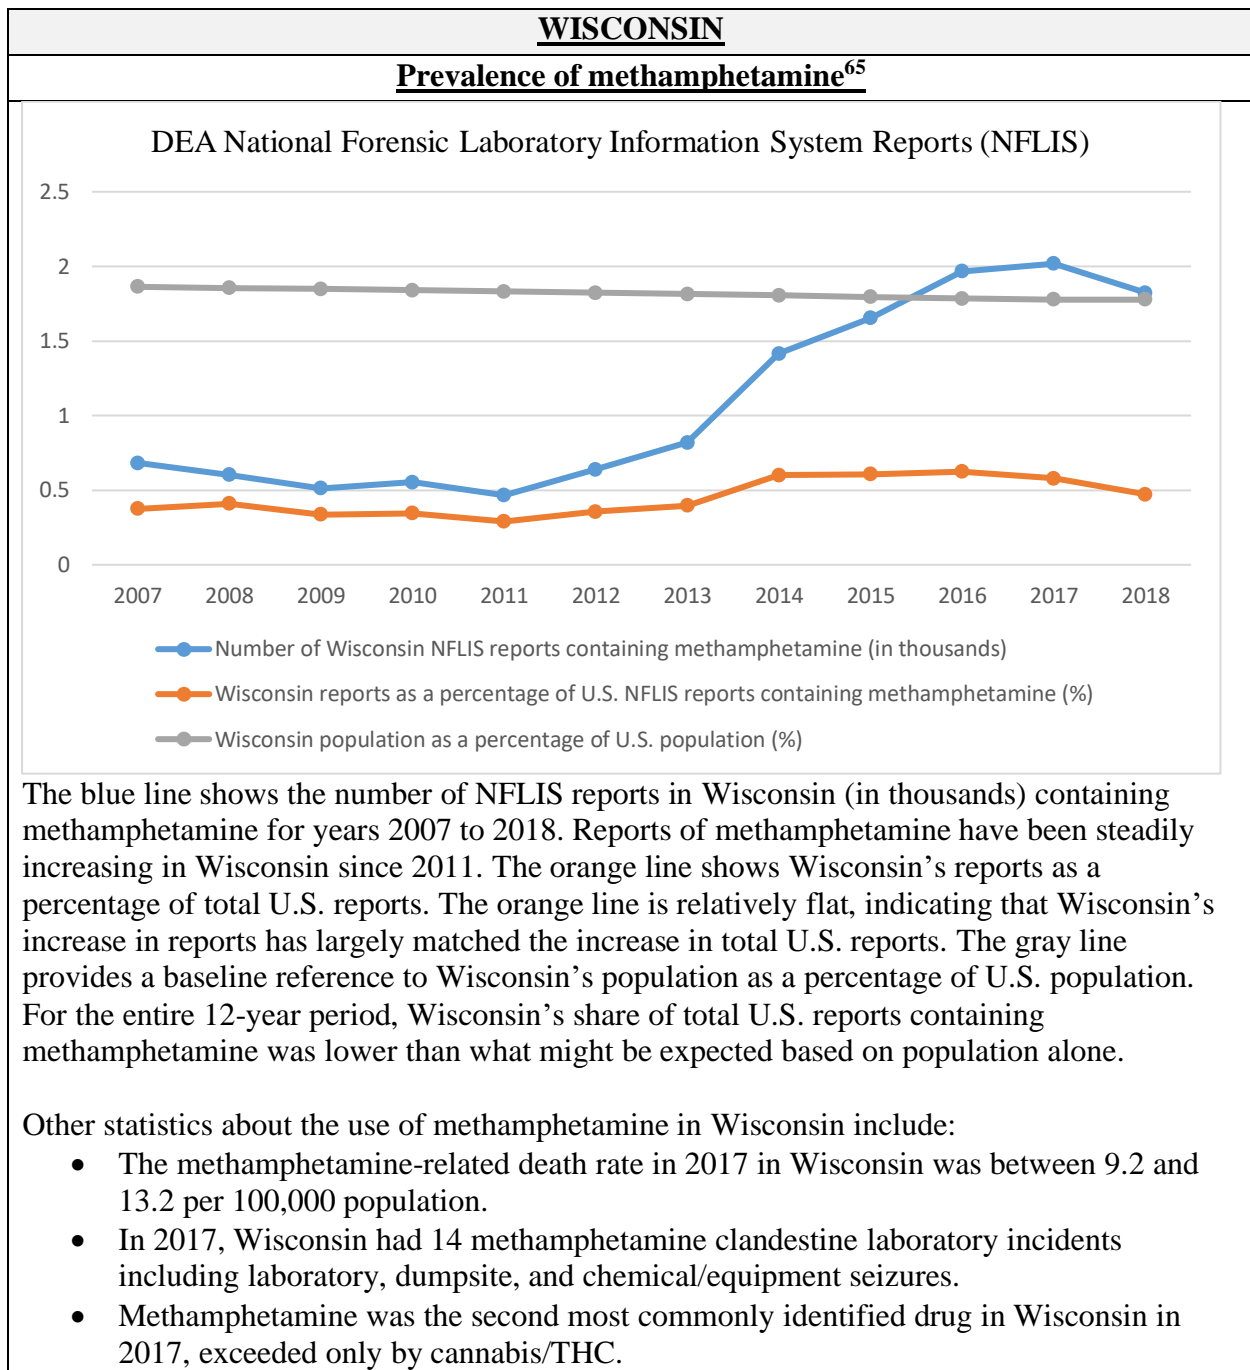 WISCONSIN
Prevalence of methamphetamine65
DEA National Forensic Laboratory Information System Reports (NFLIS)
2.5
2
1.5
1
0.5
0
2007 2008 2009 2010 2011 2012 2013 2014 2015 2016 2017 2018
Number of Wisconsin NFLIS reports containing methamphetamine (in thousands)
Wisconsin reports as a percentage of U.S. NFLIS reports containing methamphetamine (%)
Wisconsin population as a percentage of U.S. population (%)
The blue line shows the number of NFLIS reports in Wisconsin (in thousands) containing
methamphetamine for years 2007 to 2018. Reports of methamphetamine have been steadily
increasing in Wisconsin since 2011. The orange line shows Wisconsin’s reports as a
percentage of total U.S. reports. The orange line is relatively flat, indicating that Wisconsin’s
increase in reports has largely matched the increase in total U.S. reports. The gray line
provides a baseline reference to Wisconsin’s population as a percentage of U.S. population.
For the entire 12-year period, Wisconsin’s share of total U.S. reports containing
methamphetamine was lower than what might be expected based on population alone.
Other statistics about the use of methamphetamine in Wisconsin include:
• The methamphetamine-related death rate in 2017 in Wisconsin was between 9.2 and
13.2 per 100,000 population.
• In 2017, Wisconsin had 14 methamphetamine clandestine laboratory incidents
including laboratory, dumpsite, and chemical/equipment seizures.
• Methamphetamine was the second most commonly identified drug in Wisconsin in
2017, exceeded only by cannabis/THC.